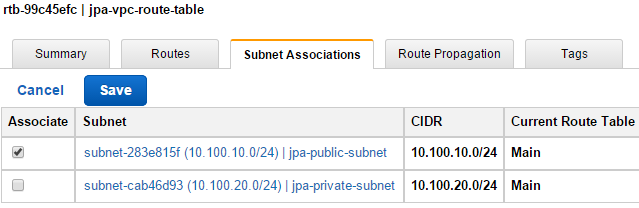 rtb-99c45efc | jpa-vpc-route-table
Summary Routes Subnet Associations Route Propagation Tags
Cancel Save
Associate Subnet CIDR Current Route Table
subnet-283e815f (10.100.10.0/24) | jpa-public-subnet 10.100.10.0/24 Main
subnet-cab46d93 (10.100.20.0/24) | jpa-private-subnet 10.100.20.0/24 Main